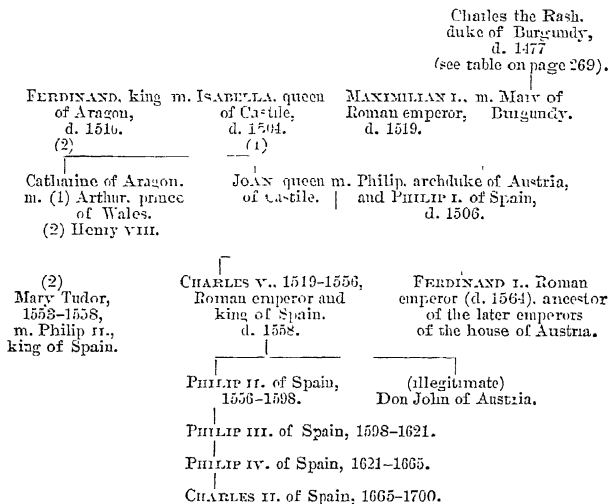 Charles the Rash.
duke of Burgundy,
d. 1477
(see table on page 269).
FERDINAND. king m. ISABELLA. queen MAXIMILIAN I., m. Mary of
of Aragon, of Castile, Roman emperor, Burgundy.
d. 1516. d. 1504. d. 1519.
(2) (1)
Catharine of Aragon. JOAN queen m. Philip, archduke of Austria,
m. (1) Arthur. prince of Castile. and PHILIP I. of Spain,
of Wales. d. 1506.
(2) Henry VIII.
(2) CHARLES V., 1519–1556, FERDINAND I., Roman
Mary Tudor, Roman emperor and emperor (d. 1564), ancestor
1553–1558, king of Spain. of the later emperors
m. Philip II., d. 1558. of the house of Austria.
king of Spain.
PHILIP II. of Spain, (illegitimate)
1556–1598. Don John of Austria.
PHILIP III. of Spain, 1598–1621.
PHILIP IV. of Spain, 1621–1665.
CHARLES II. of Spain, 1665–1700.